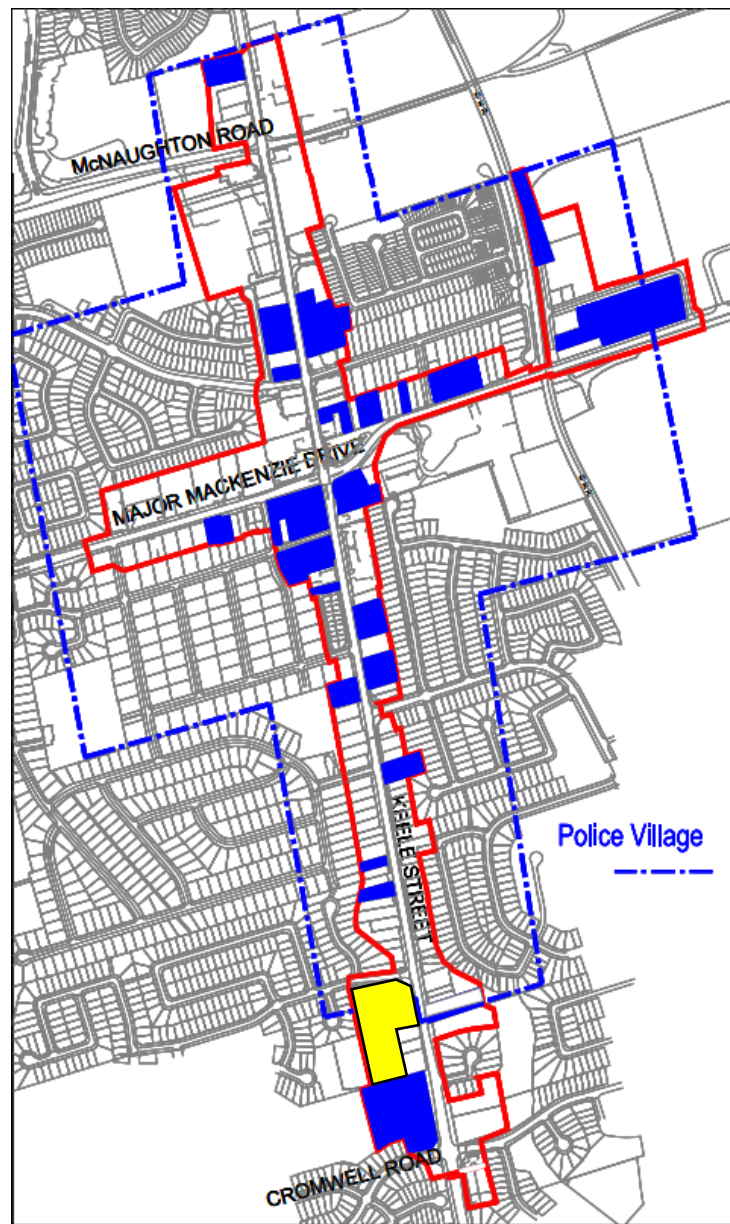 McNAUGHTON ROAD
MAJOR MACKENZIE DRIVE
KEELE STREET
Police Village
CROMWELL ROAD